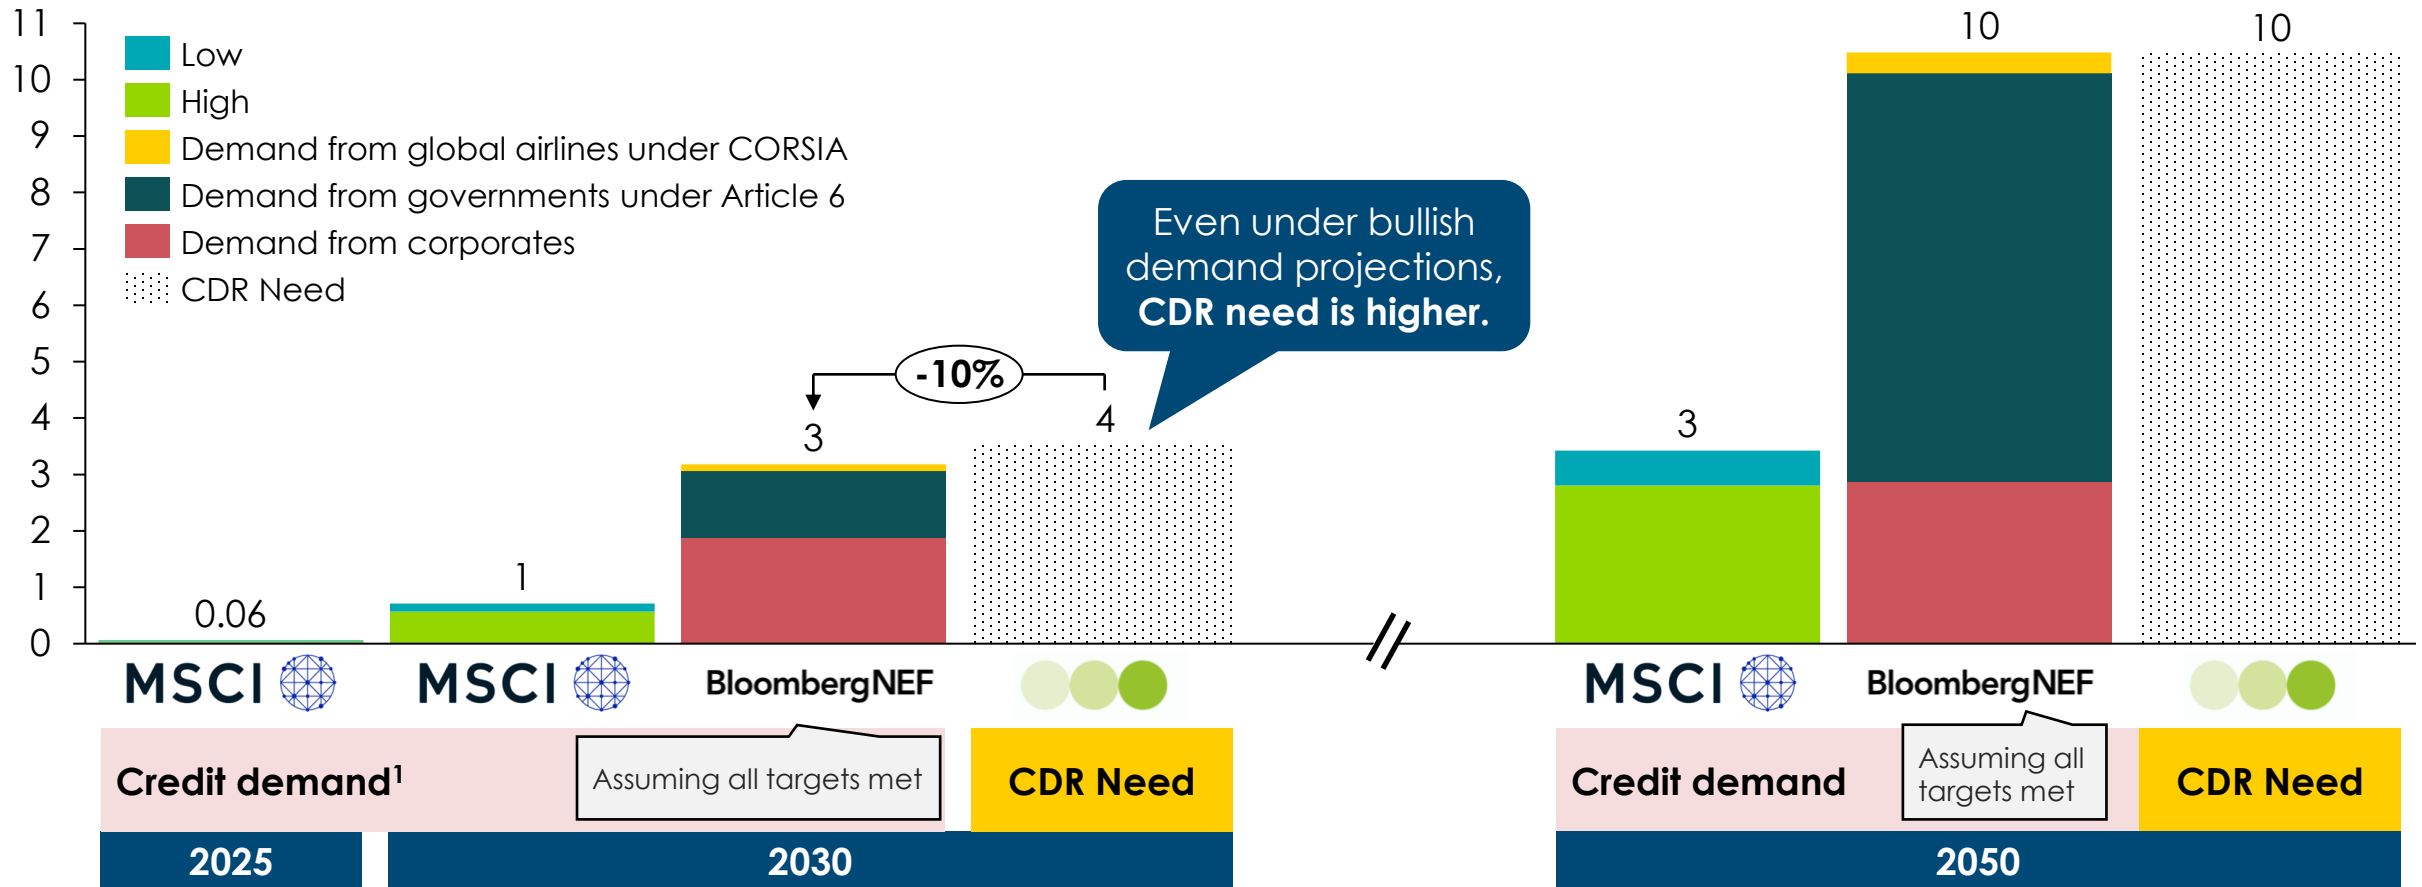 11
10
9
8
7
6
5
4
3
2
1
0
Low
High
Demand from global airlines under CORSIA
Demand from governments under Article 6
Demand from corporates
CDR Need
0.06
1
3
-10%
4
Even under bullish
demand projections,
CDR need is higher.
3
10
10
MSCI
MSCI
BloombergNEF
MSCI
BloombergNEF
Credit demand¹
Assuming all targets met
CDR Need
Credit demand
Assuming all
targets met
CDR Need
2025
2030
2050